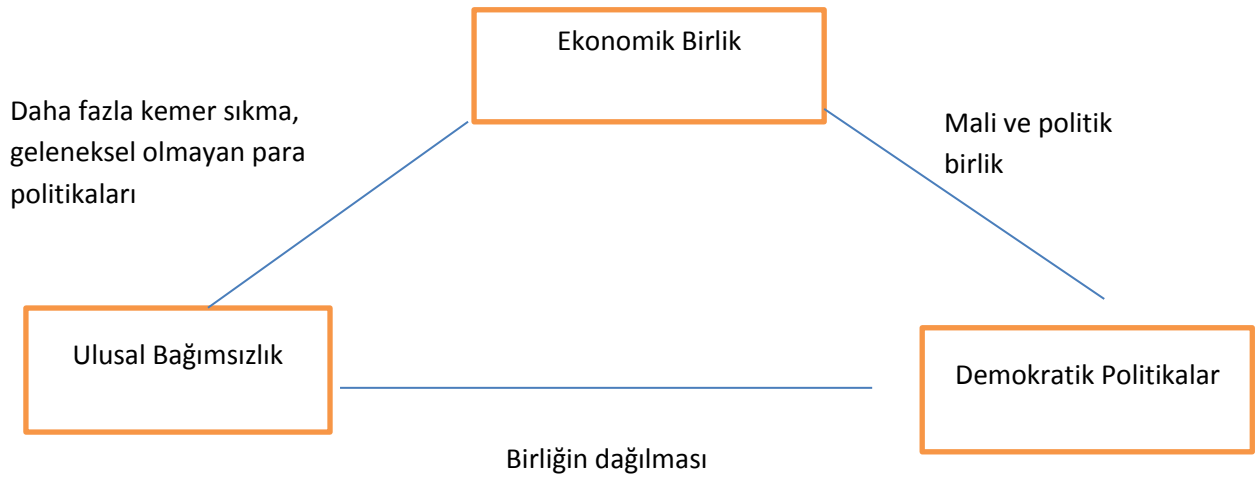 Ekonomik Birlik
Daha fazla kemer sıkma,
geleneksel olmayan para
politikaları
Mali ve politik
birlik
Ulusal Bağımsızlık
Demokratik Politikalar
Birliğin dağılması